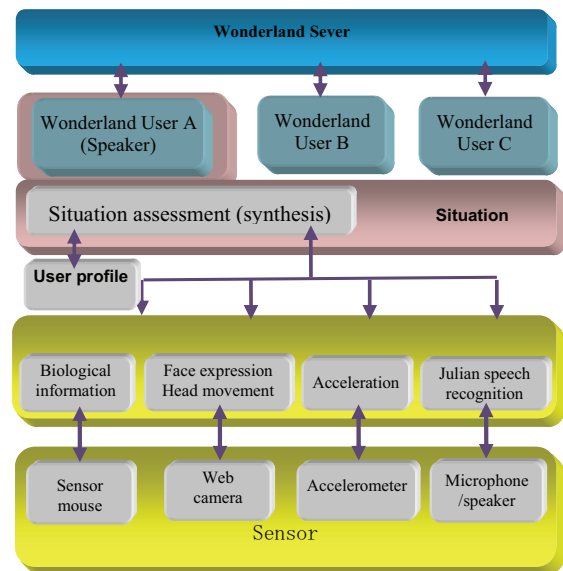 Wonderland Sever
Wonderland User A
(Speaker)
Wonderland
User B
Wonderland
User C
Situation assessment (synthesis)
Situation
User profile
Biological
information
Face expression
Head movement
Acceleration
Julian speech
recognition
Sensor
mouse
Web
camera
Accelerometer
Microphone
/speaker
Sensor